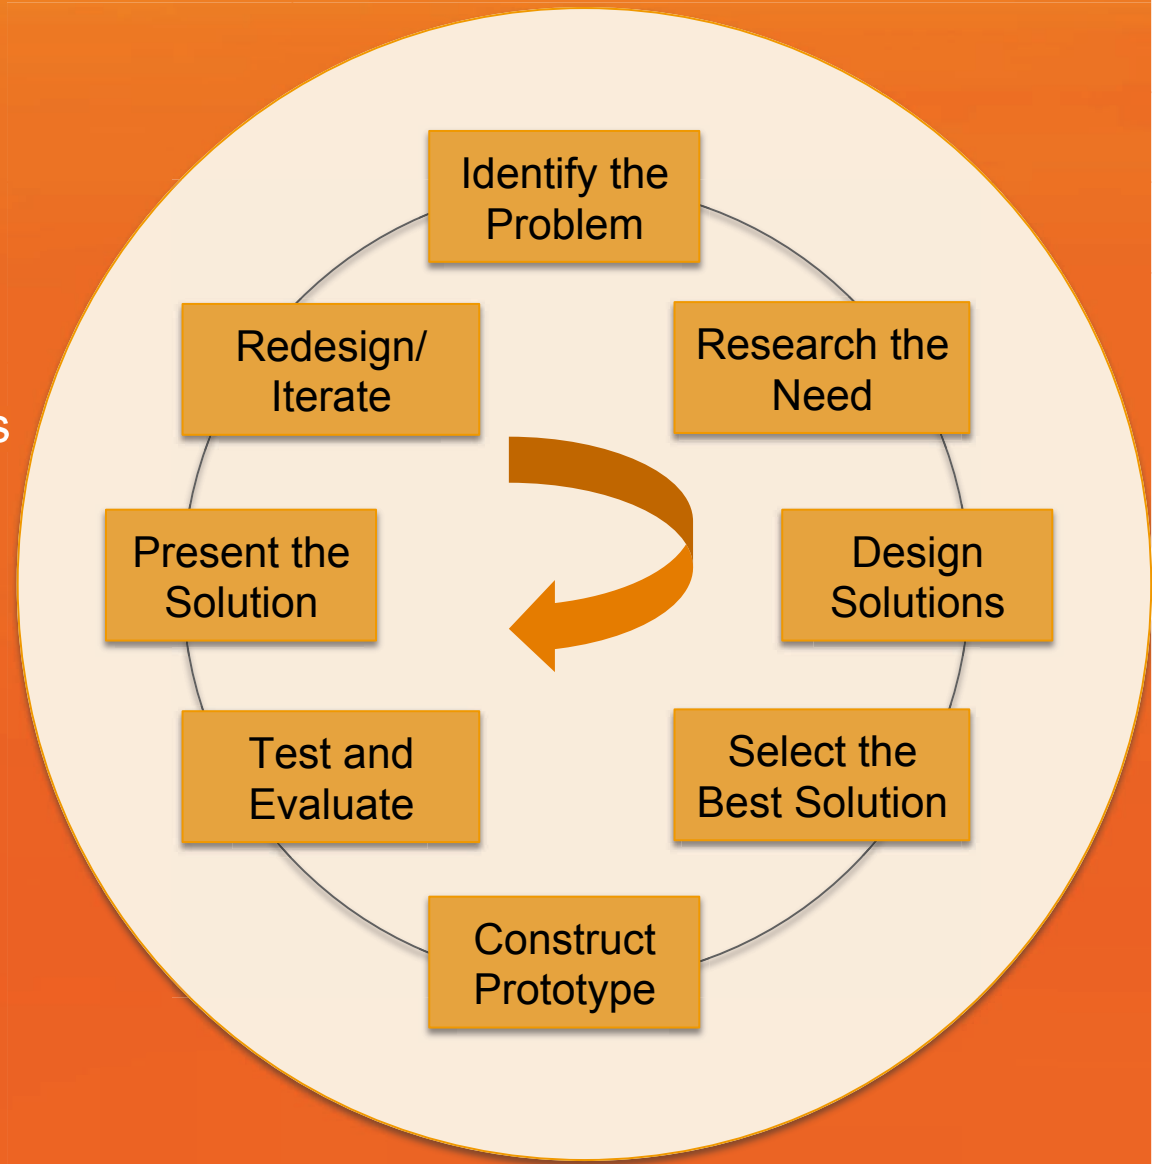 Identify the
Problem
Research the
Need
Design
Solutions
Select the
Best Solution
Construct
Prototype
Test and
Evaluate
Present the
Solution
Redesign/
Iterate
s